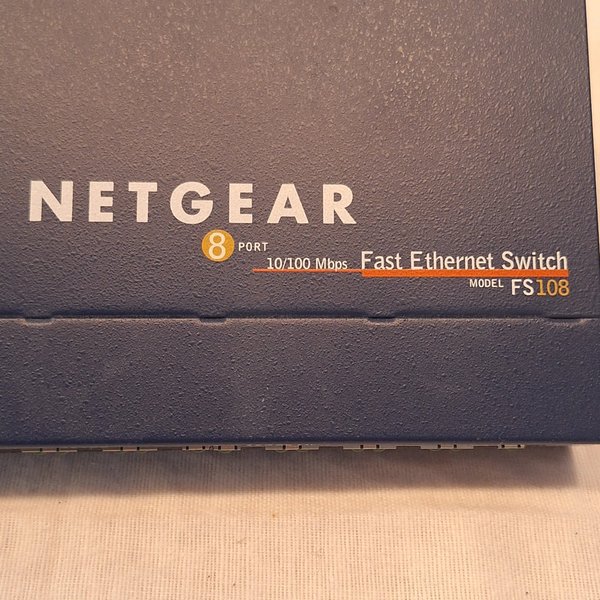 NETGEAR
8 PORT
10/100 Mbps Fast Ethernet Switch
MODEL FS108